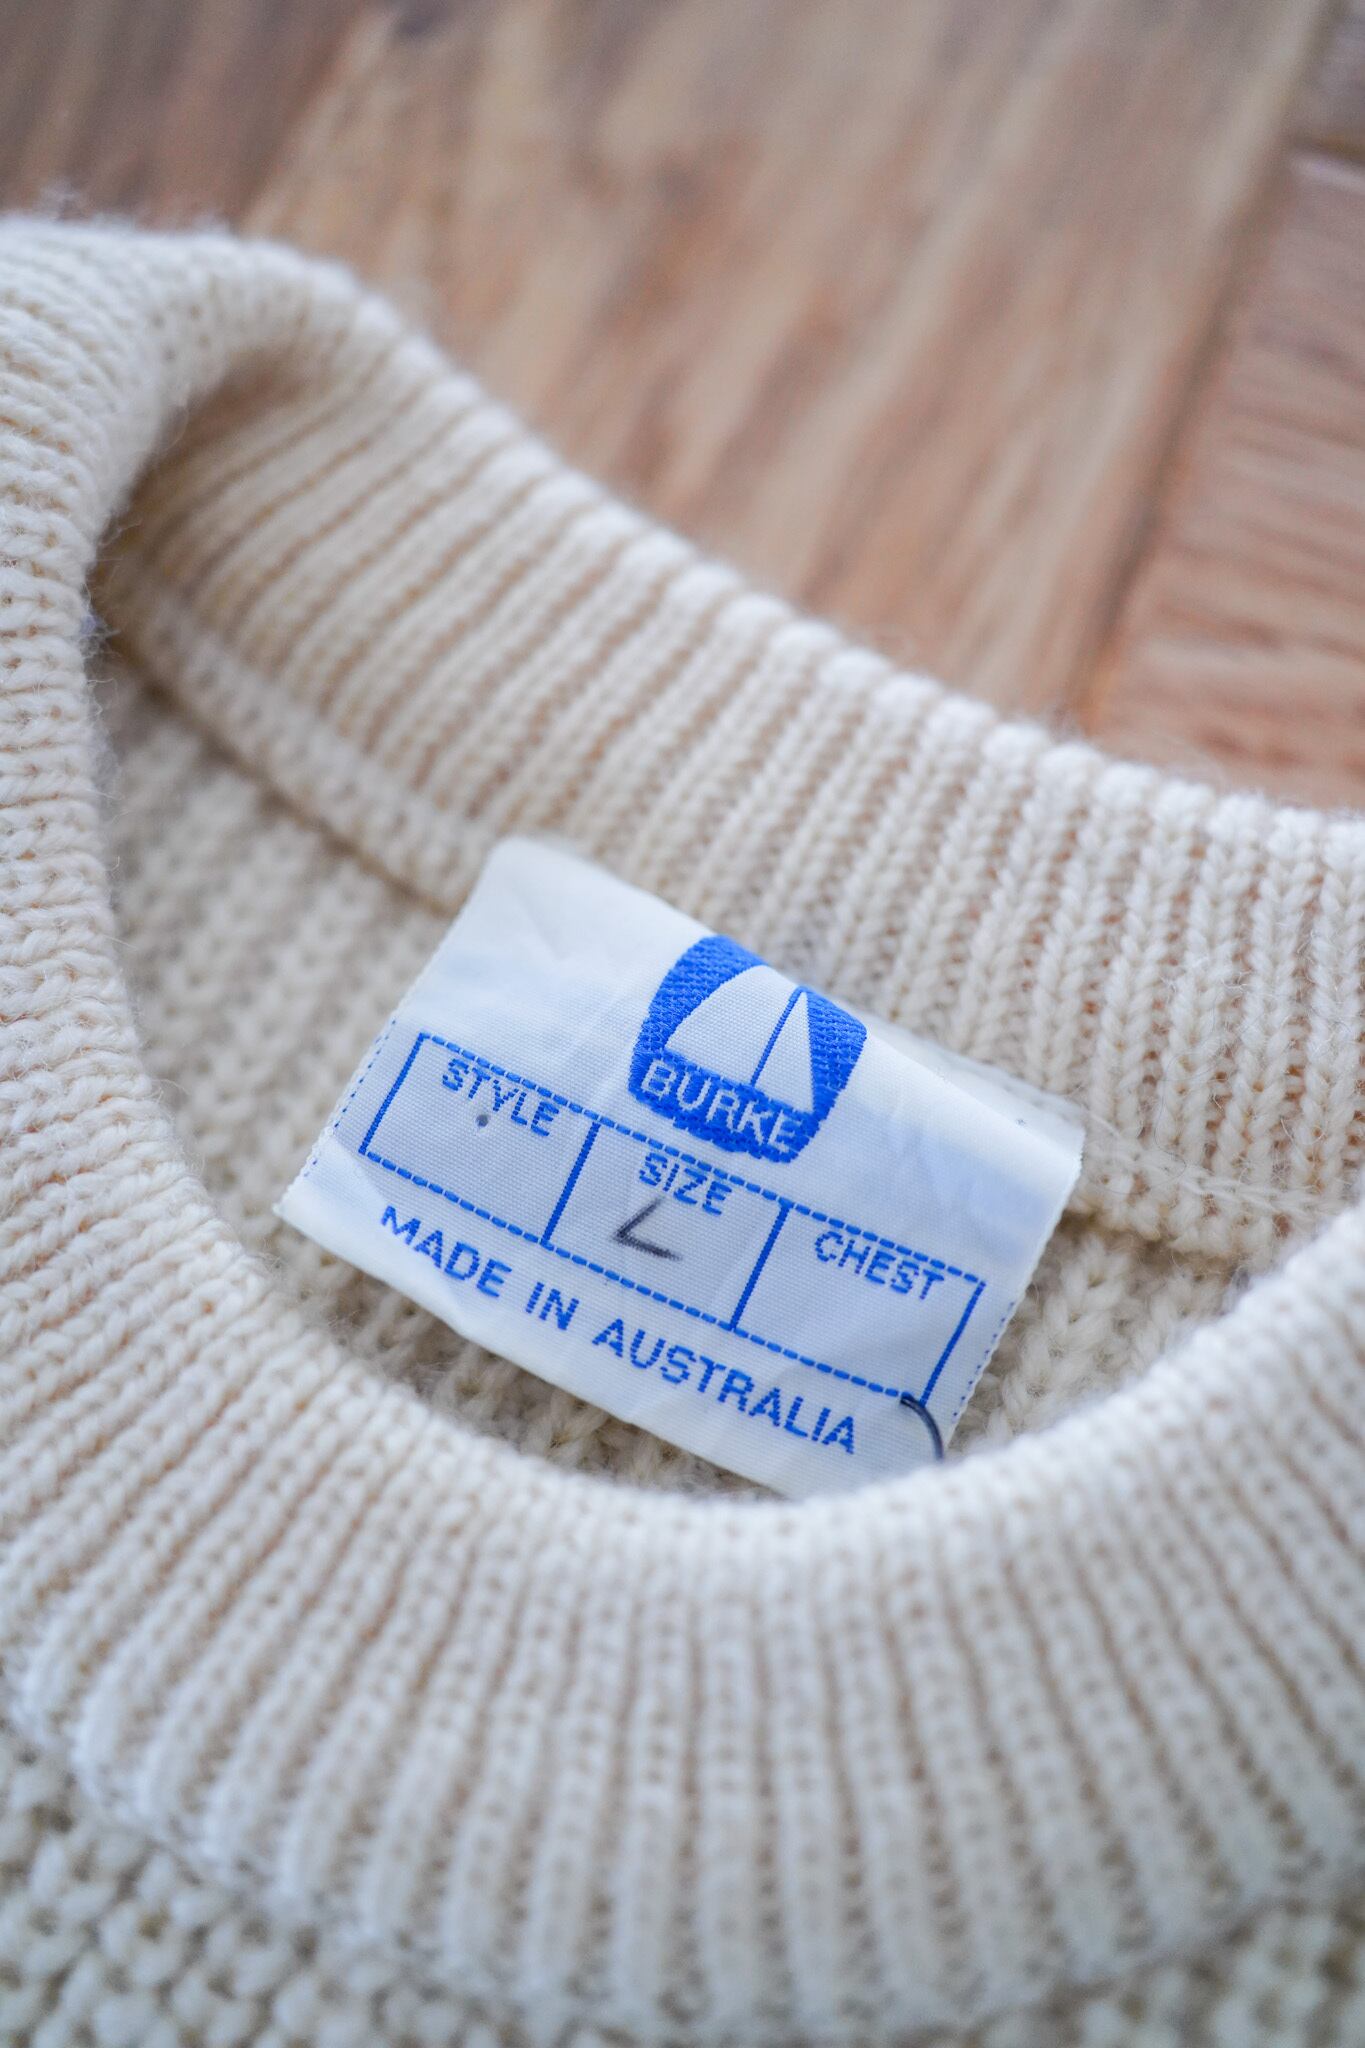 BURKE
STYLE SIZE CHEST
L
MADE IN AUSTRALIA